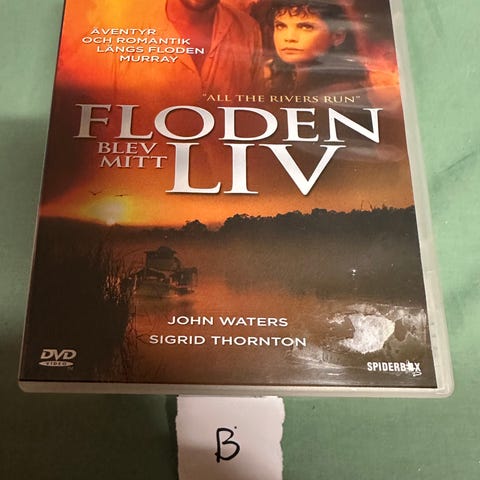 ÄVENTYR
OCH ROMANTIK
LÄNGS FLODEN
MURRAY
"ALL THE RIVERS RUN"
FLODEN
BLEV
MITT
LIV
JOHN WATERS
SIGRID THORNTON
DVD
VIDEO
SPIDERBOX
B